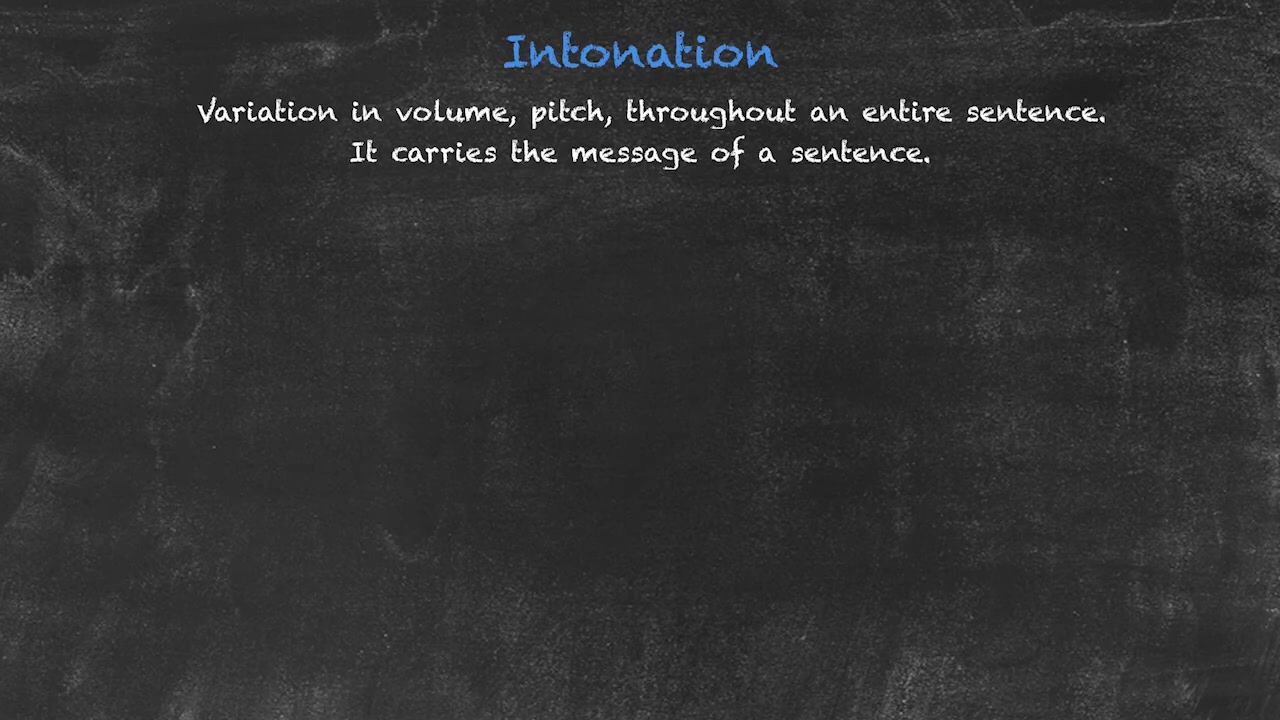 Intonation
Variation in volume, pitch, throughout an entire sentence.
It carries the message of a sentence.